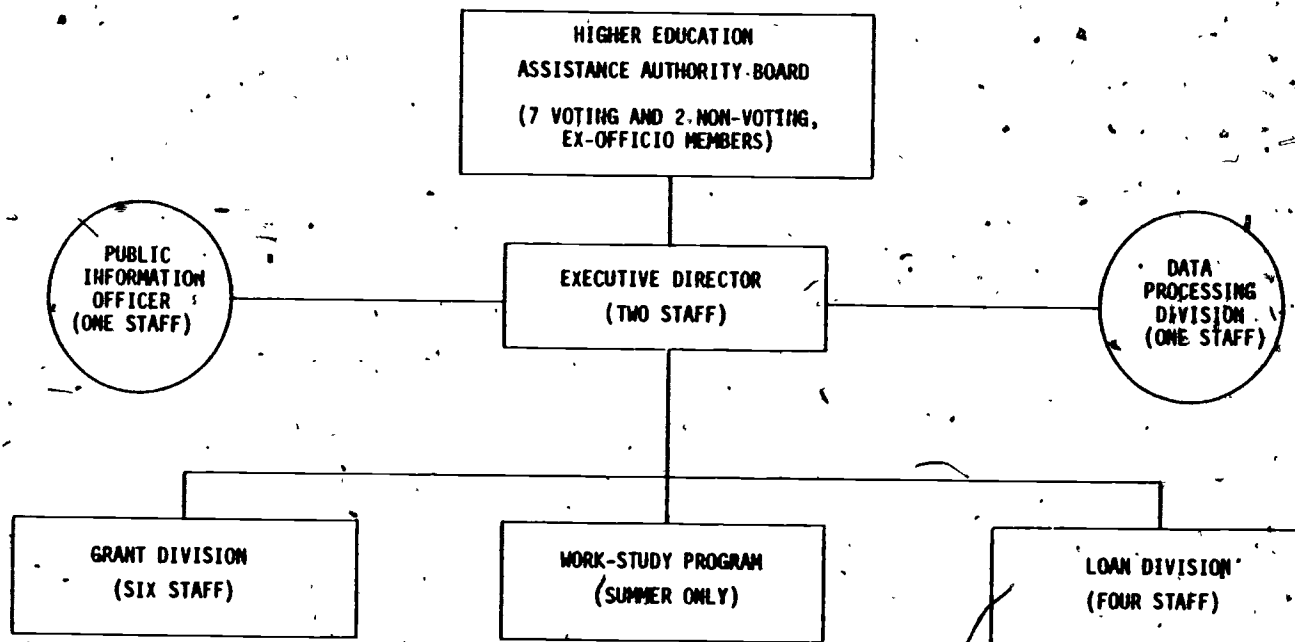 HIGHER EDUCATION
ASSISTANCE AUTHORITY BOARD
(7 VOTING AND 2 NON-VOTING,
EX-OFFICIO MEMBERS)
PUBLIC
INFORMATION
OFFICER
(ONE STAFF)
EXECUTIVE DIRECTOR
(TWO STAFF)
DATA
PROCESSING
DIVISION
(ONE STAFF)
GRANT DIVISION
(SIX STAFF)
WORK-STUDY PROGRAM
(SUMMER ONLY)
LOAN DIVISION
(FOUR STAFF)